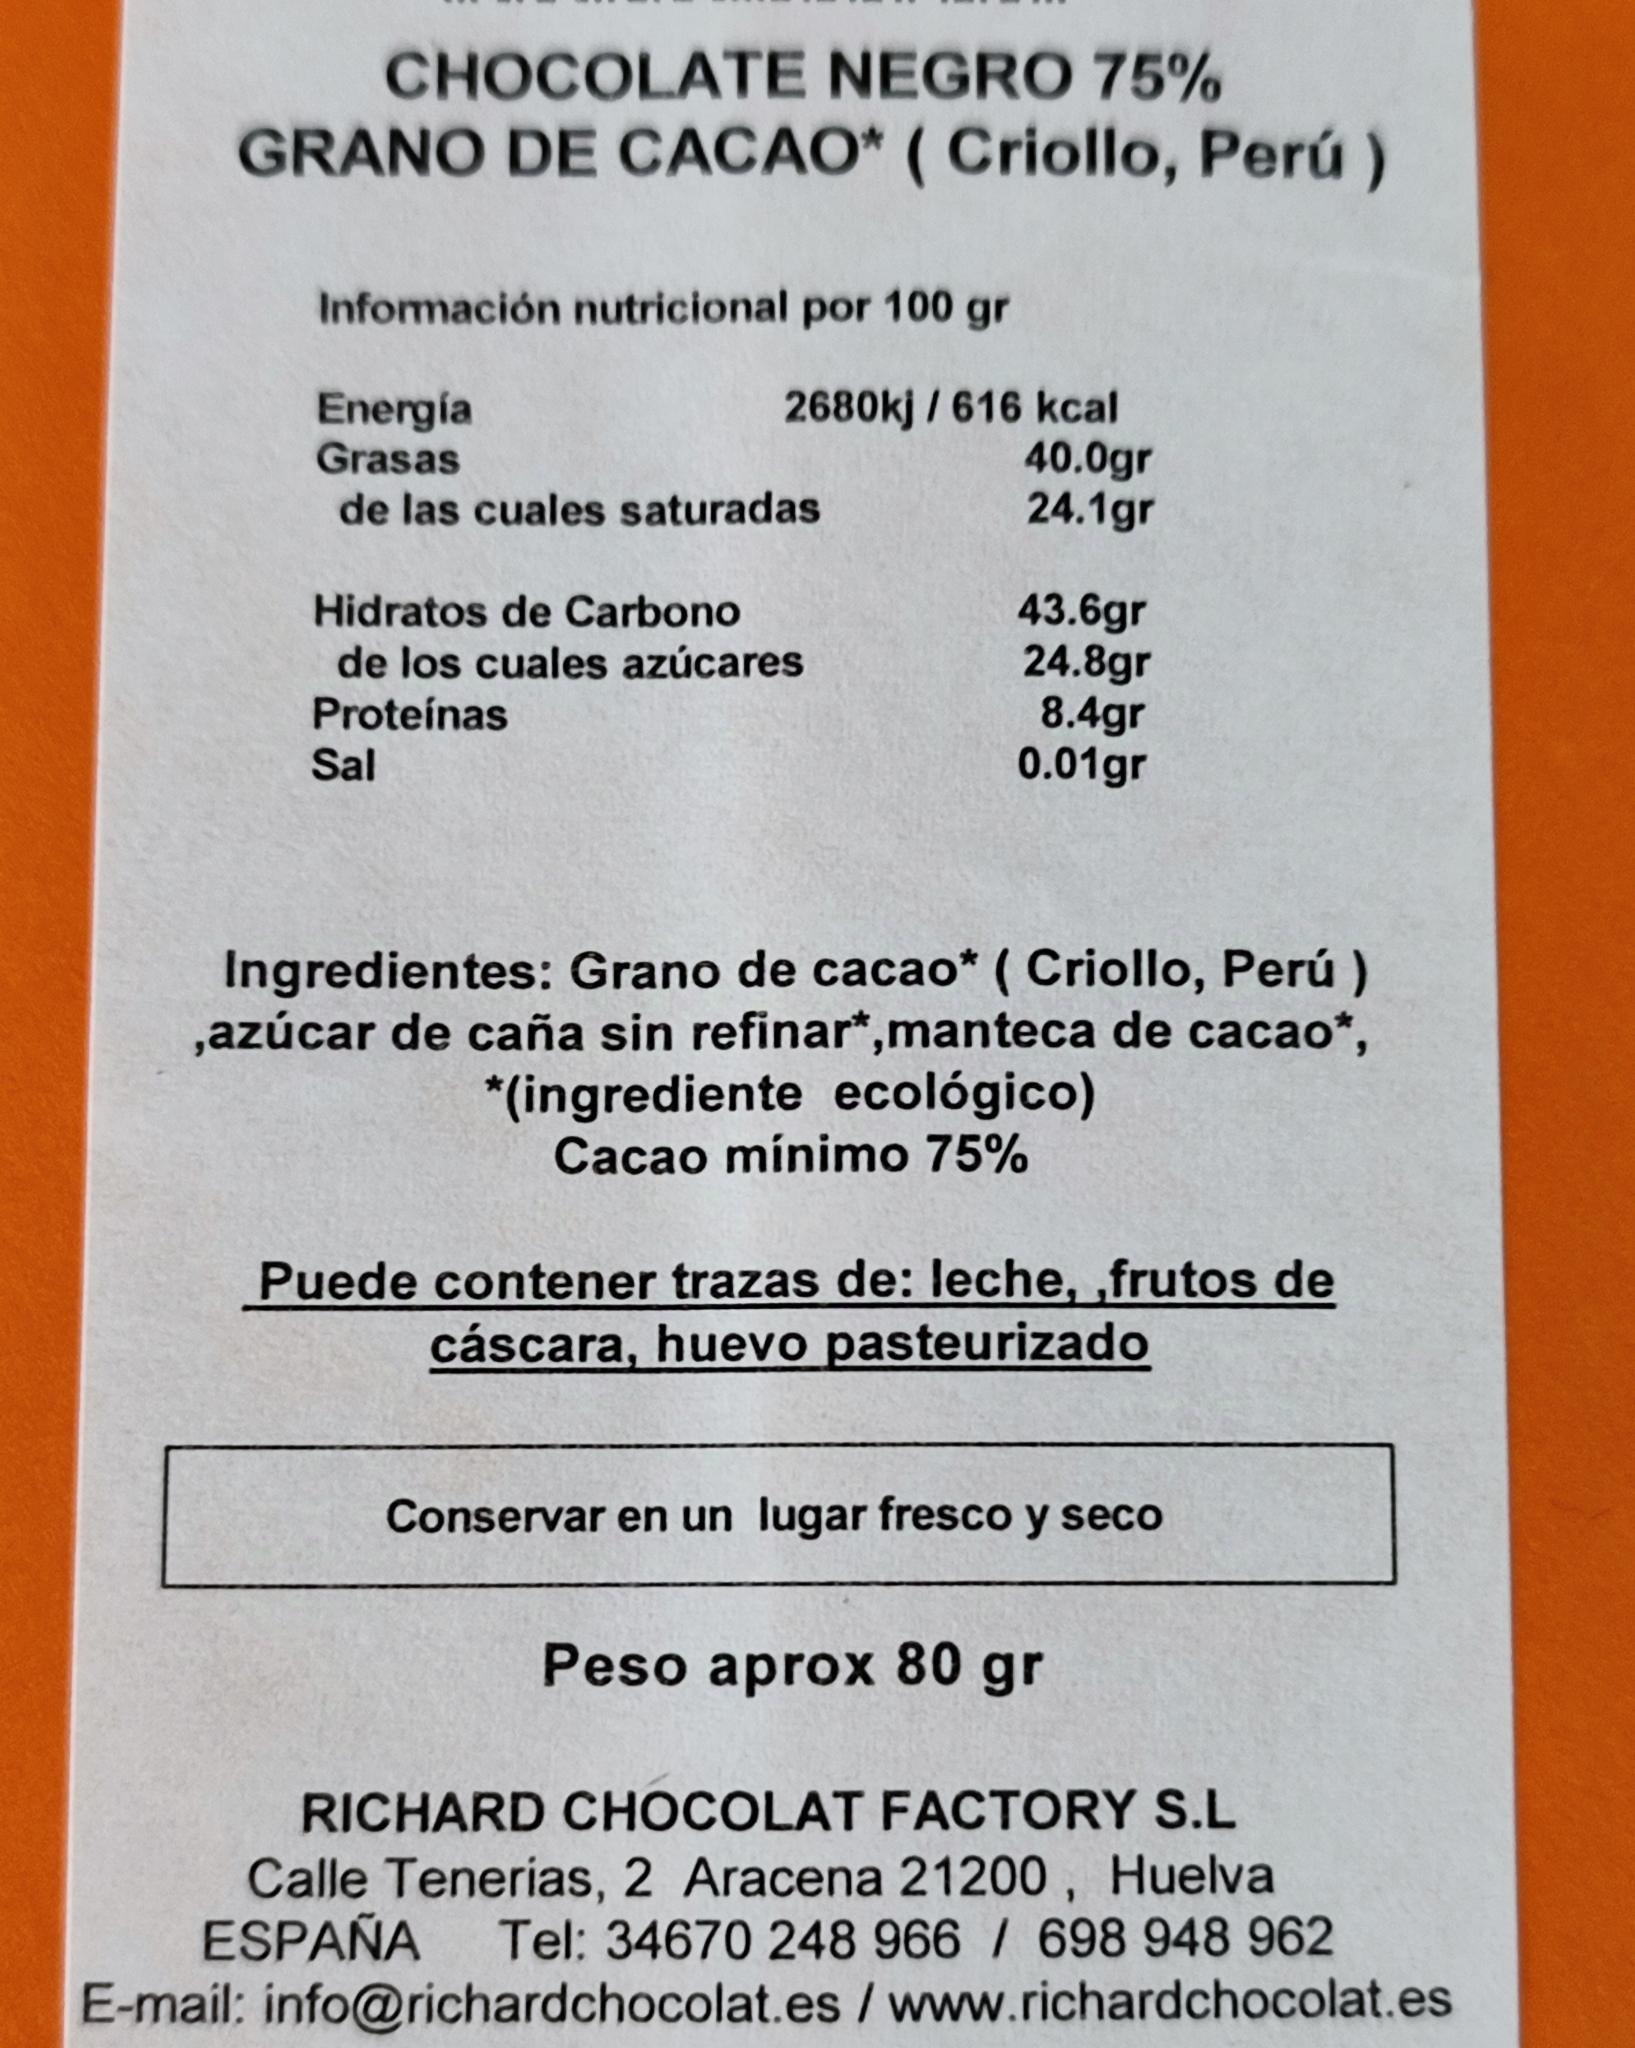 CHOCOLATE NEGRO 75%
GRANO DE CACAO* ( Criollo, Perú )
Información nutricional por 100 gr
Energía 2680kj / 616 kcal
Grasas 40.0gr
de las cuales saturadas 24.1gr
Hidratos de Carbono 43.6gr
de los cuales azúcares 24.8gr
Proteínas 8.4gr
Sal 0.01gr
Ingredientes: Grano de cacao* ( Criollo, Perú )
,azúcar de caña sin refinar*,manteca de cacao*,
*(ingrediente ecológico)
Cacao mínimo 75%
Puede contener trazas de: leche, ,frutos de
cáscara, huevo pasteurizado
Conservar en un lugar fresco y seco
Peso aprox 80 gr
RICHARD CHOCOLAT FACTORY S.L
Calle Tenerias, 2 Aracena 21200 , Huelva
ESPAÑA Tel: 34670 248 966 / 698 948 962
E-mail: info@richardchocolat.es / www.richardchocolat.es